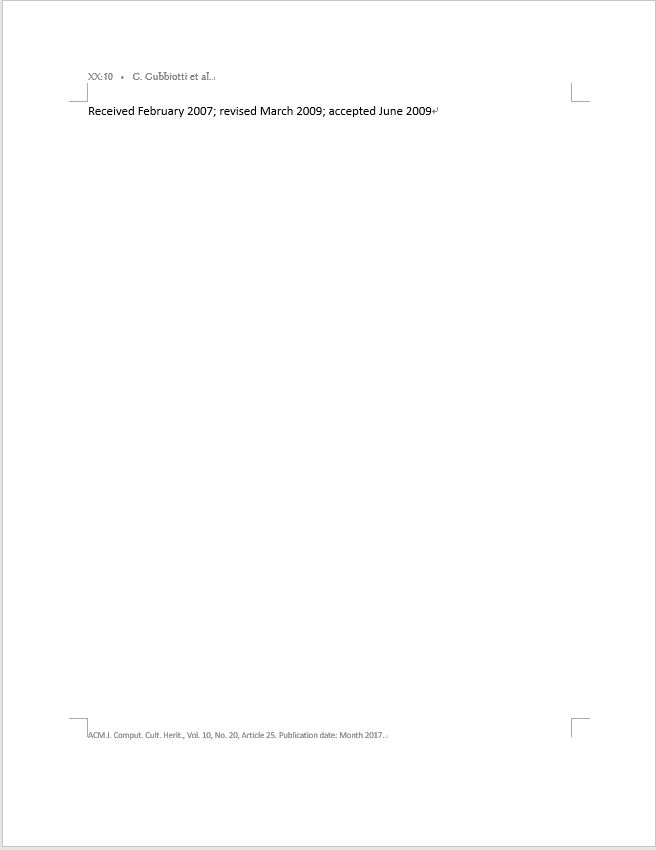 XX:10 • G. Gubbiotti et al.
Received February 2007; revised March 2009; accepted June 2009
ACM J. Comput. Cult. Herit., Vol. 10, No. 20, Article 25. Publication date: Month 2017.